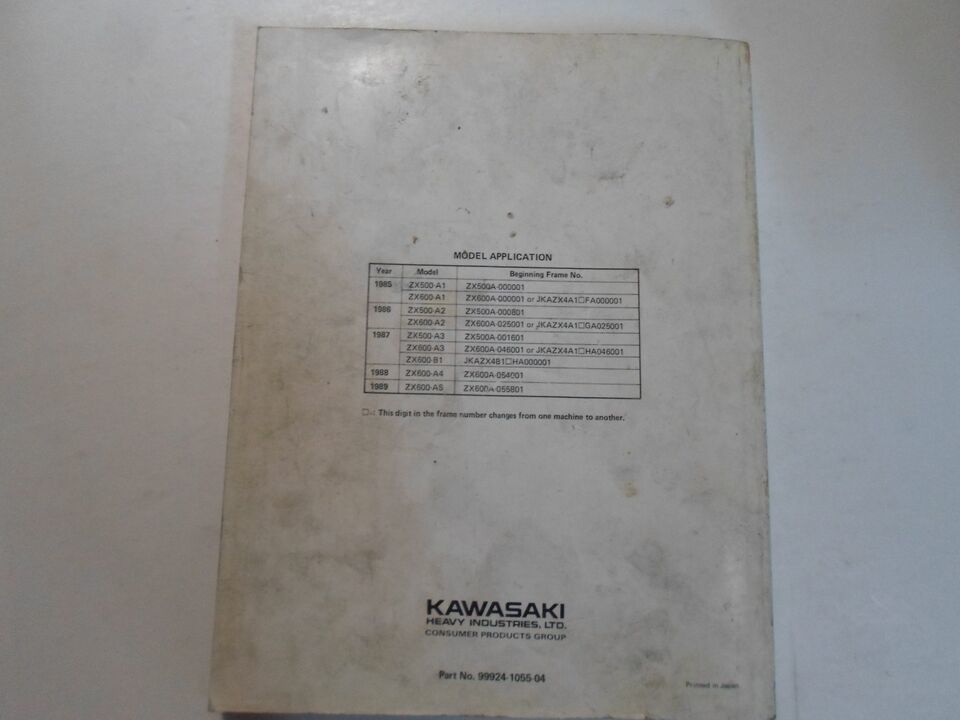 MODEL APPLICATION
Year Model Beginning Frame No.
1985 ZX500-A1 ZX500A-000001
ZX600-A1 ZX600A-000001 or JKAZX4A1□FA000001
1986 ZX500-A2 ZX500A-000801
ZX600-A2 ZX600A-025001 or JKAZX4A1□GA025001
1987 ZX500-A3 ZX500A-001601
ZX600-A3 ZX600A-046001 or JKAZX4A1□HA046001
ZX600-B1 JKAZX4B1□HA000001
1988 ZX600-A4 ZX600A-054001
1989 ZX600-A5 ZX600A-055801
□: This digit in the frame number changes from one machine to another.
KAWASAKI
HEAVY INDUSTRIES, LTD.
CONSUMER PRODUCTS GROUP
Part No. 99924-1055-04
Printed in Japan